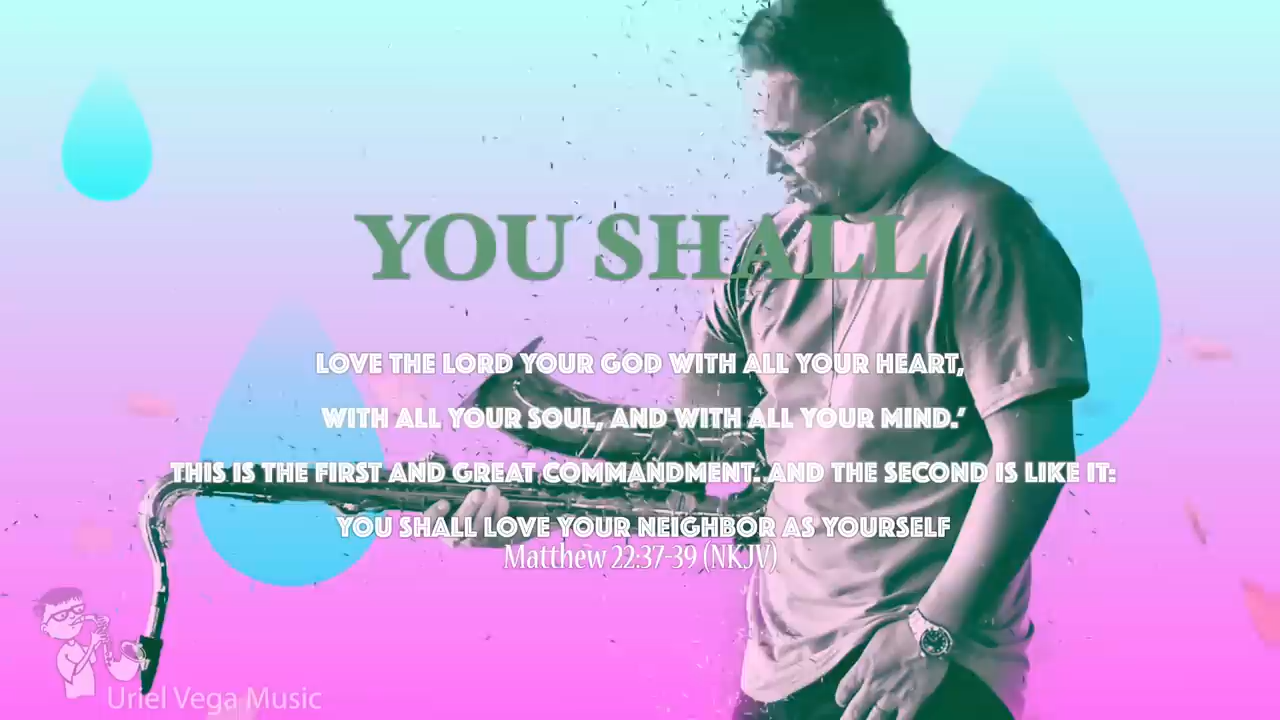 YOU SHALL
LOVE THE LORD YOUR GOD WITH ALL YOUR HEART,
WITH ALL YOUR SOUL, AND WITH ALL YOUR MIND.’
THIS IS THE FIRST AND GREAT COMMANDMENT. AND THE SECOND IS LIKE IT:
YOU SHALL LOVE YOUR NEIGHBOR AS YOURSELF
Matthew 22:37-39 (NKJV)
Uriel Vega Music